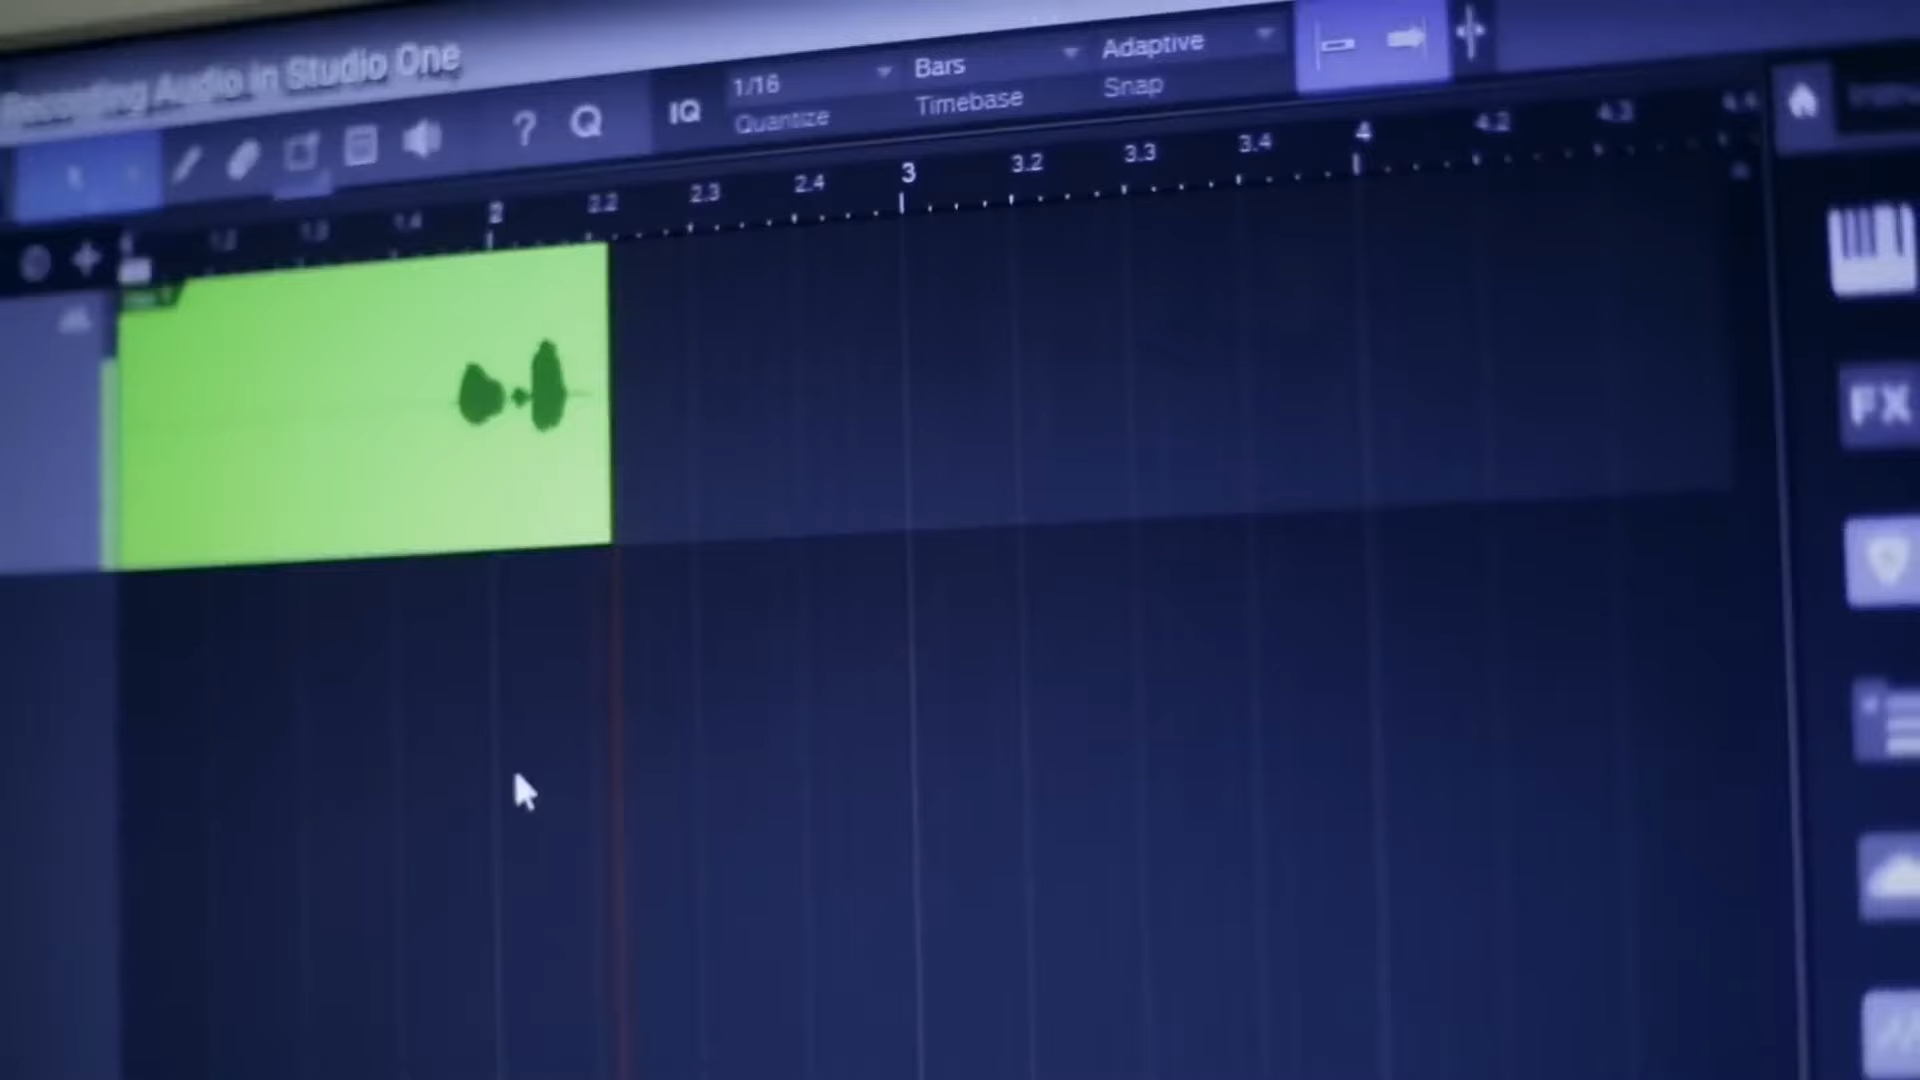 Recording Audio in Studio One
? Q IQ
1/16 Bars Adaptive
Quantize Timebase Snap
1.2 1.3 1.4 2 2.2 2.3 2.4 3 3.2 3.3 3.4 4 4.2 4.3 4.4
FX